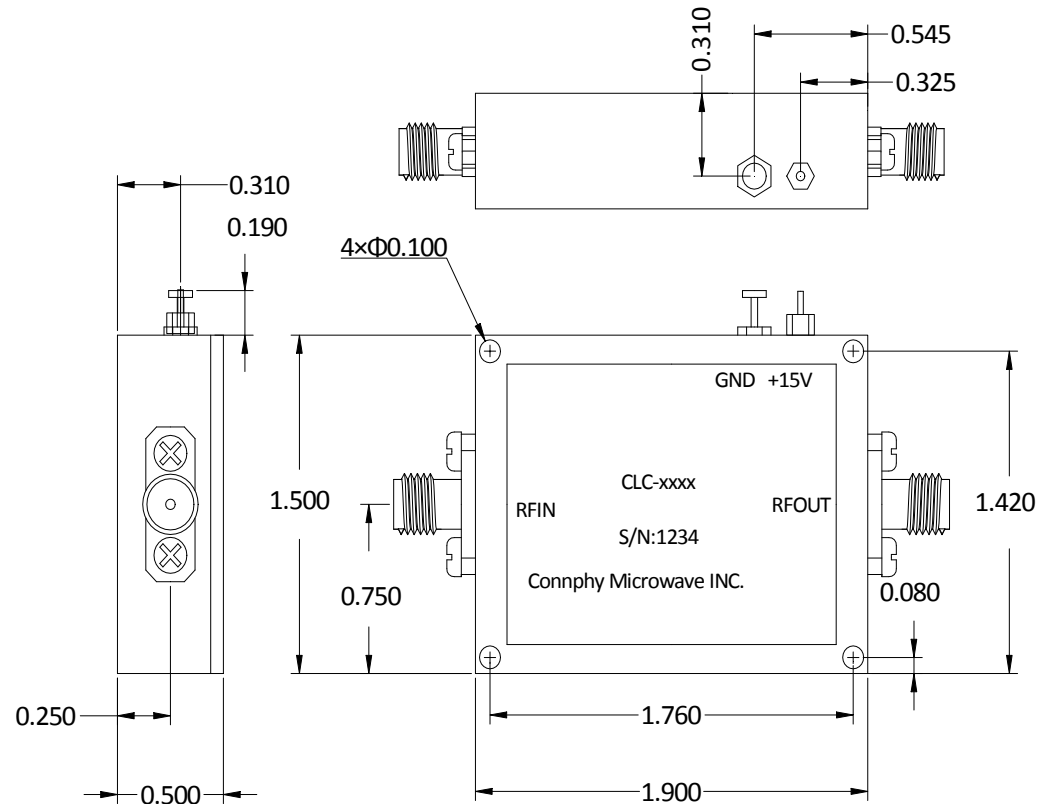 0.310
0.545
0.325
0.310
0.190
4×Φ0.100
GND +15V
CLC-xxxx
RFIN
RFOUT
S/N:1234
Connphy Microwave INC.
1.500
1.420
0.750
0.080
0.250
1.760
0.500
1.900